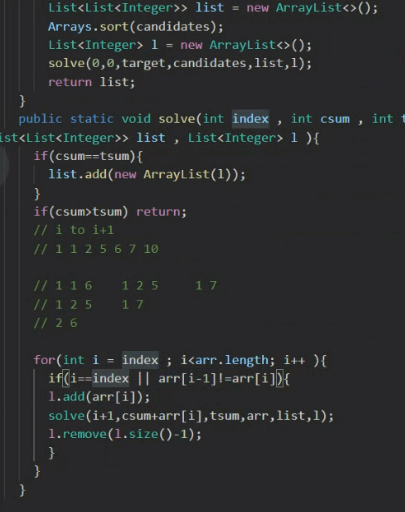 List<List<Integer>> list = new ArrayList<>();
Arrays.sort(candidates);
List<Integer> l = new ArrayList<>();
solve(0,0,target,candidates,list,l);
return list;
}
public static void solve(int index , int csum , int t
ist<List<Integer>> list , List<Integer> l ){
if(csum==tsum){
list.add(new ArrayList(l));
}
if(csum>tsum) return;
// i to i+1
// 1 1 2 5 6 7 10
// 1 1 6 1 2 5 1 7
// 1 2 5 1 7
// 2 6
for(int i = index ; i<arr.length; i++ ){
if(i==index || arr[i-1]!=arr[i]){
l.add(arr[i]);
solve(i+1,csum+arr[i],tsum,arr,list,l);
l.remove(l.size()-1);
}
}
}